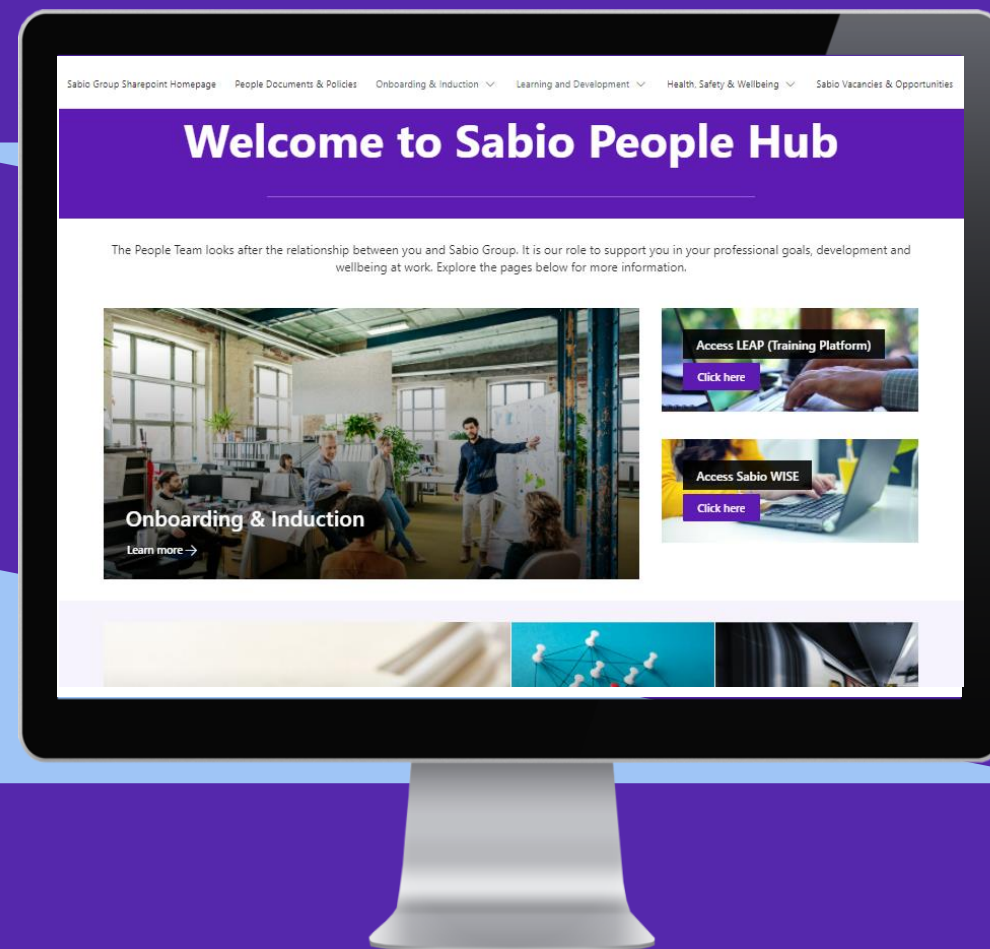 Sabio Group Sharepoint Homepage People Documents & Policies Onboarding & Induction Learning and Development Health, Safety & Wellbeing Sabio Vacancies & Opportunities
Welcome to Sabio People Hub
The People Team looks after the relationship between you and Sabio Group. It is our role to support you in your professional goals, development and
wellbeing at work. Explore the pages below for more information.
Onboarding & Induction
Learn more →
Access LEAP (Training Platform)
Click here
Access Sabio WISE
Click here